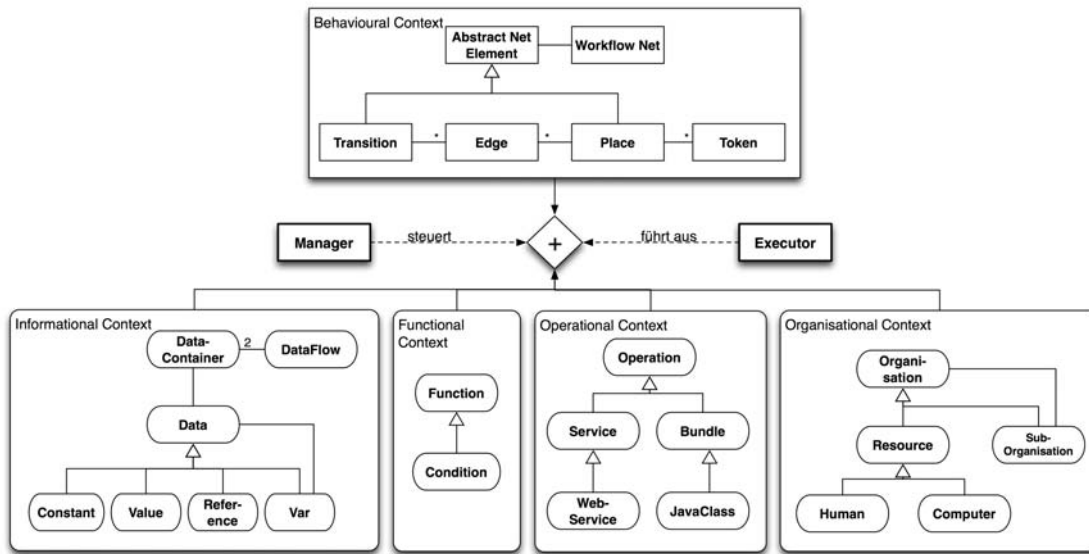 Behavioural Context
Abstract Net
Element
Workflow Net
Transition
*
Edge
*
Place
*
Token
Manager
steuert
+
führt aus
Executor
Informational Context
Data-
Container
2
DataFlow
Data
Constant
Value
Refer-
ence
Var
Functional
Context
Function
Condition
Operational Context
Operation
Service
Bundle
Web-
Service
JavaClass
Organisational Context
Organi-
sation
Resource
Sub-
Organisation
Human
Computer